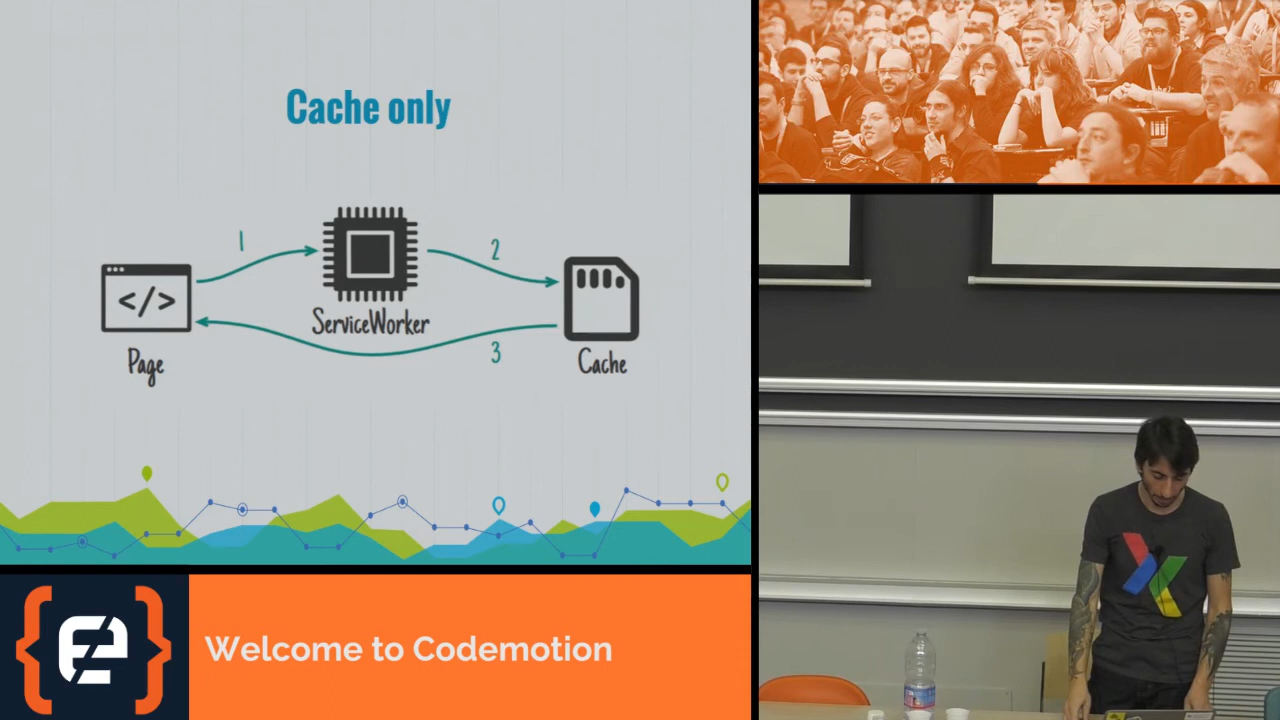 Cache only
1
2
ServiceWorker
3
Page
Cache
Welcome to Codemotion